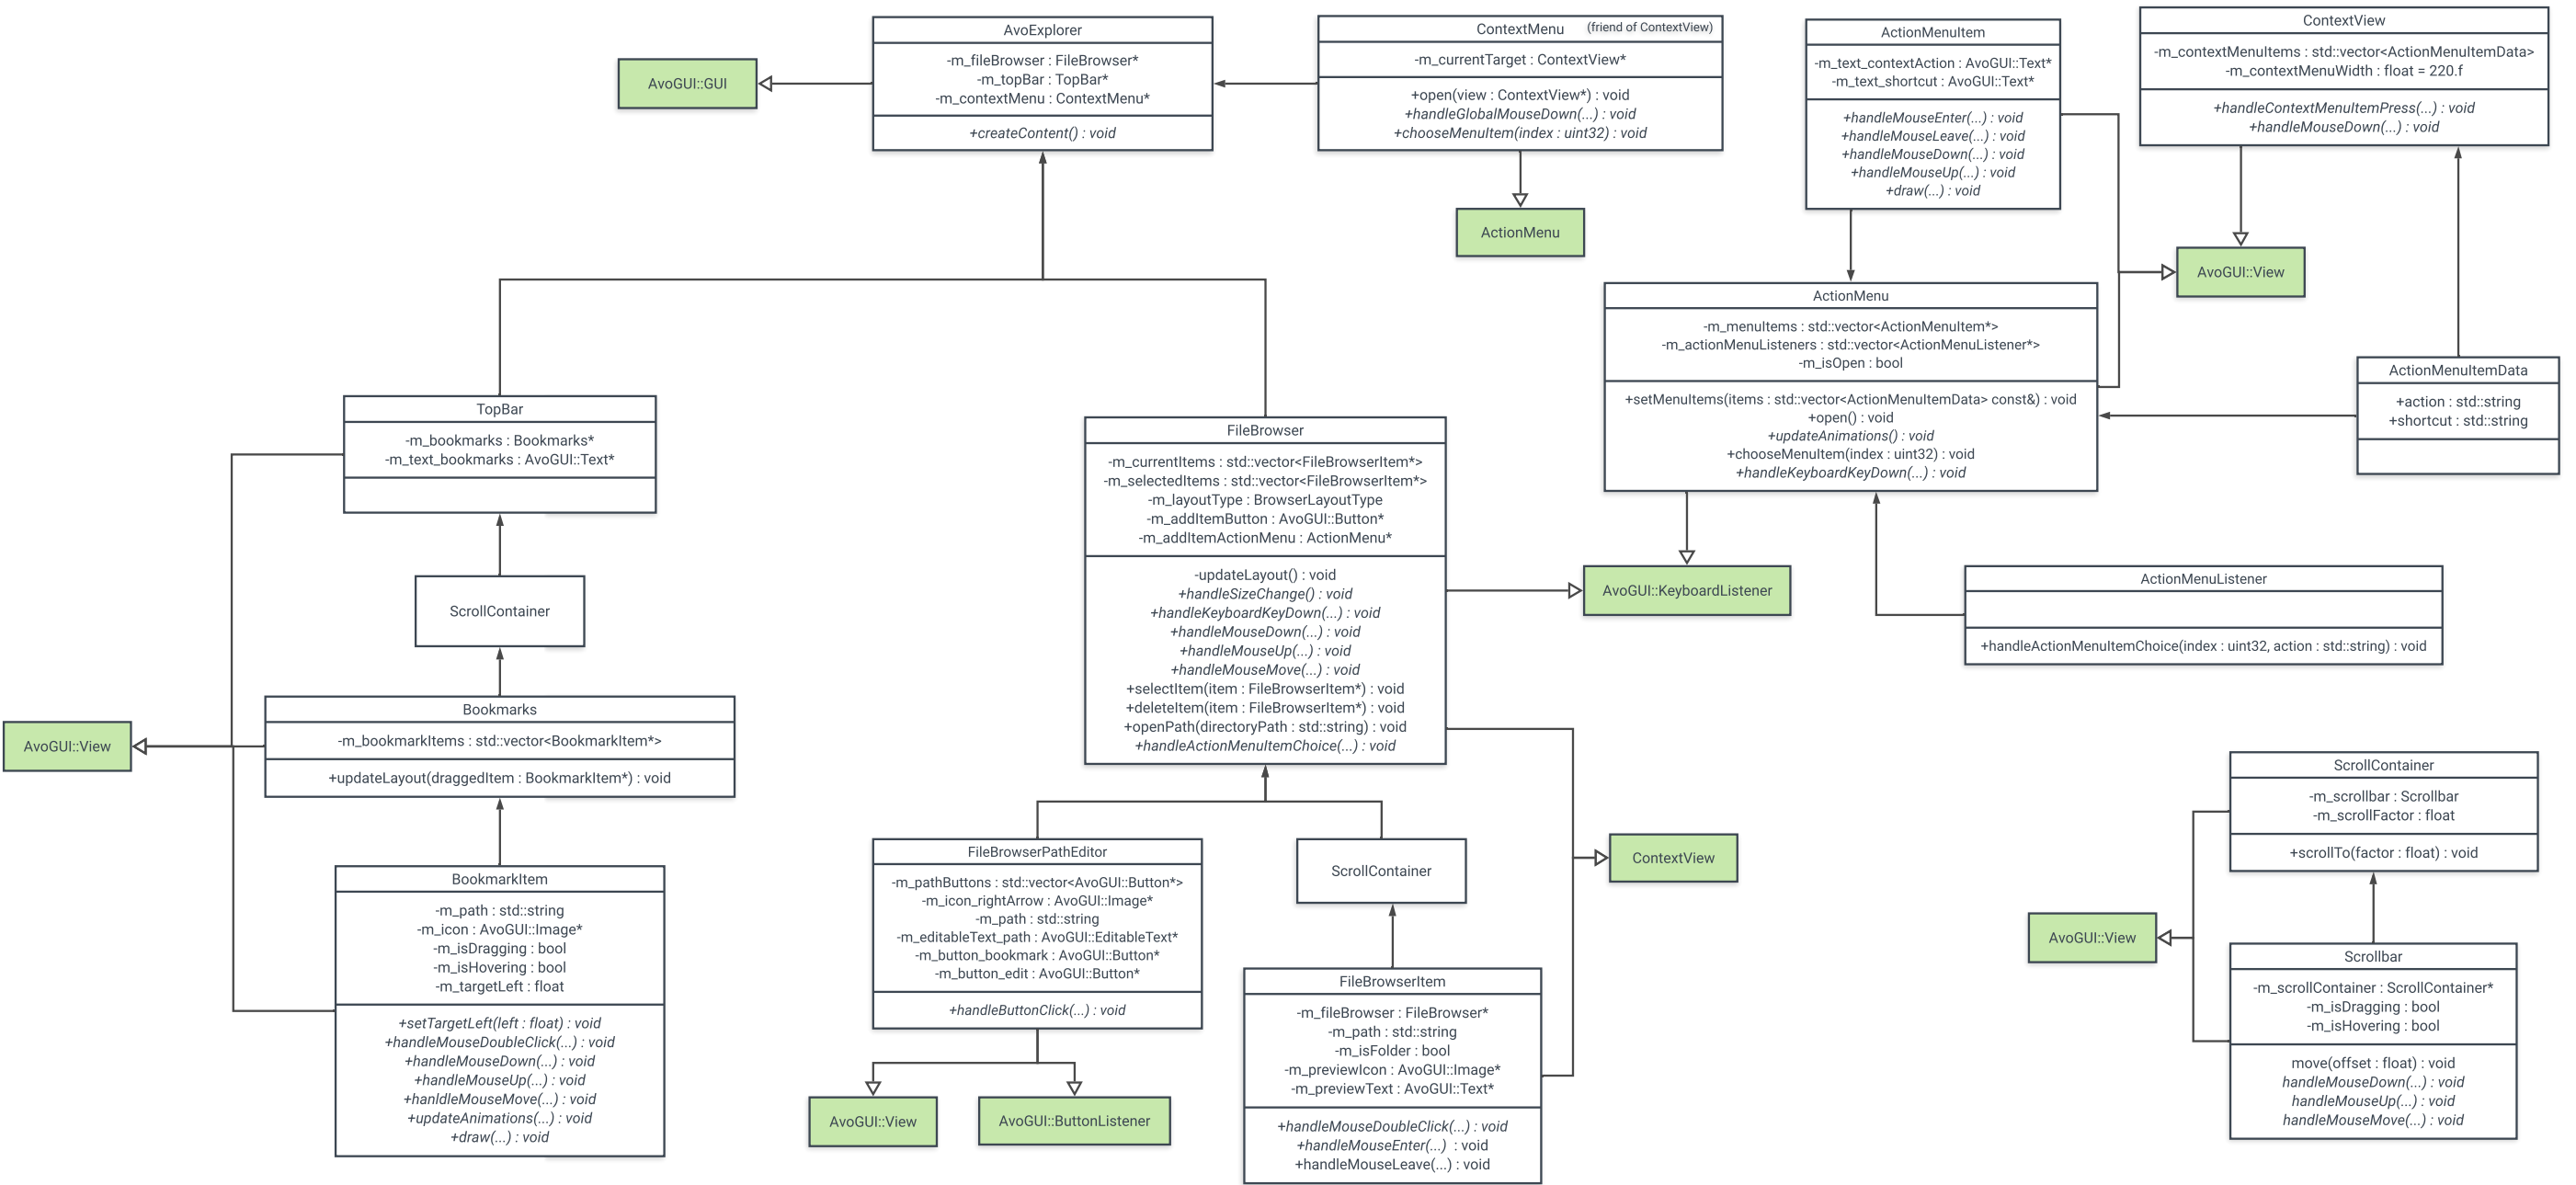 AvoExplorer
-m_fileBrowser : FileBrowser*
-m_topBar : TopBar*
-m_contextMenu : ContextMenu*
+createContent() : void
AvoGUI::GUI
ContextMenu (friend of ContextView)
-m_currentTarget : ContextView*
+open(view : ContextView*) : void
+handleGlobalMouseDown(...) : void
+chooseMenuItem(index : uint32) : void
ActionMenu
ActionMenuItem
-m_text_contextAction : AvoGUI::Text*
-m_text_shortcut : AvoGUI::Text*
+handleMouseEnter(...) : void
+handleMouseLeave(...) : void
+handleMouseDown(...) : void
+handleMouseUp(...) : void
+draw(...) : void
ContextView
-m_contextMenuItems : std::vector<ActionMenuItemData>
-m_contextMenuWidth : float = 220.f
+handleContextMenuItemPress(...) : void
+handleMouseDown(...) : void
AvoGUI::View
ActionMenu
-m_menuItems : std::vector<ActionMenuItem*>
-m_actionMenuListeners : std::vector<ActionMenuListener*>
-m_isOpen : bool
+setMenuItems(items : std::vector<ActionMenuItemData> const&) : void
+open() : void
+updateAnimations() : void
+chooseMenuItem(index : uint32) : void
+handleKeyboardKeyDown(...) : void
ActionMenuItemData
+action : std::string
+shortcut : std::string
TopBar
-m_bookmarks : Bookmarks*
-m_text_bookmarks : AvoGUI::Text*
ScrollContainer
Bookmarks
-m_bookmarkItems : std::vector<BookmarkItem*>
+updateLayout(draggedItem : BookmarkItem*) : void
AvoGUI::View
BookmarkItem
-m_path : std::string
-m_icon : AvoGUI::Image*
-m_isDragging : bool
-m_isHovering : bool
-m_targetLeft : float
+setTargetLeft(left : float) : void
+handleMouseDoubleClick(...) : void
+handleMouseDown(...) : void
+handleMouseUp(...) : void
+hanldleMouseMove(...) : void
+updateAnimations(...) : void
+draw(...) : void
FileBrowser
-m_currentItems : std::vector<FileBrowserItem*>
-m_selectedItems : std::vector<FileBrowserItem*>
-m_layoutType : BrowserLayoutType
-m_addItemButton : AvoGUI::Button*
-m_addItemActionMenu : ActionMenu*
-updateLayout() : void
+handleSizeChange() : void
+handleKeyboardKeyDown(...) : void
+handleMouseDown(...) : void
+handleMouseUp(...) : void
+handleMouseMove(...) : void
+selectItem(item : FileBrowserItem*) : void
+deleteItem(item : FileBrowserItem*) : void
+openPath(directoryPath : std::string) : void
+handleActionMenuItemChoice(...) : void
AvoGUI::KeyboardListener
ActionMenuListener
+handleActionMenuItemChoice(index : uint32, action : std::string) : void
FileBrowserPathEditor
-m_pathButtons : std::vector<AvoGUI::Button*>
-m_icon_rightArrow : AvoGUI::Image*
-m_path : std::string
-m_editableText_path : AvoGUI::EditableText*
-m_button_bookmark : AvoGUI::Button*
-m_button_edit : AvoGUI::Button*
+handleButtonClick(...) : void
AvoGUI::View
AvoGUI::ButtonListener
ScrollContainer
ContextView
FileBrowserItem
-m_fileBrowser : FileBrowser*
-m_path : std::string
-m_isFolder : bool
-m_previewIcon : AvoGUI::Image*
-m_previewText : AvoGUI::Text*
+handleMouseDoubleClick(...) : void
+handleMouseEnter(...) : void
+handleMouseLeave(...) : void
ScrollContainer
-m_scrollbar : Scrollbar
-m_scrollFactor : float
+scrollTo(factor : float) : void
AvoGUI::View
Scrollbar
-m_scrollContainer : ScrollContainer*
-m_isDragging : bool
-m_isHovering : bool
move(offset : float) : void
handleMouseDown(...) : void
handleMouseUp(...) : void
handleMouseMove(...) : void